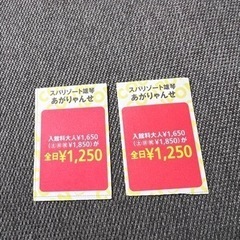 スパリゾート雄琴
あがりゃんせ
入館料大人¥1,650
(土日祝¥1,850)が
全日¥1,250
スパリゾート雄琴
あがりゃんせ
入館料大人¥1,650
(土日祝¥1,850)が
全日¥1,250